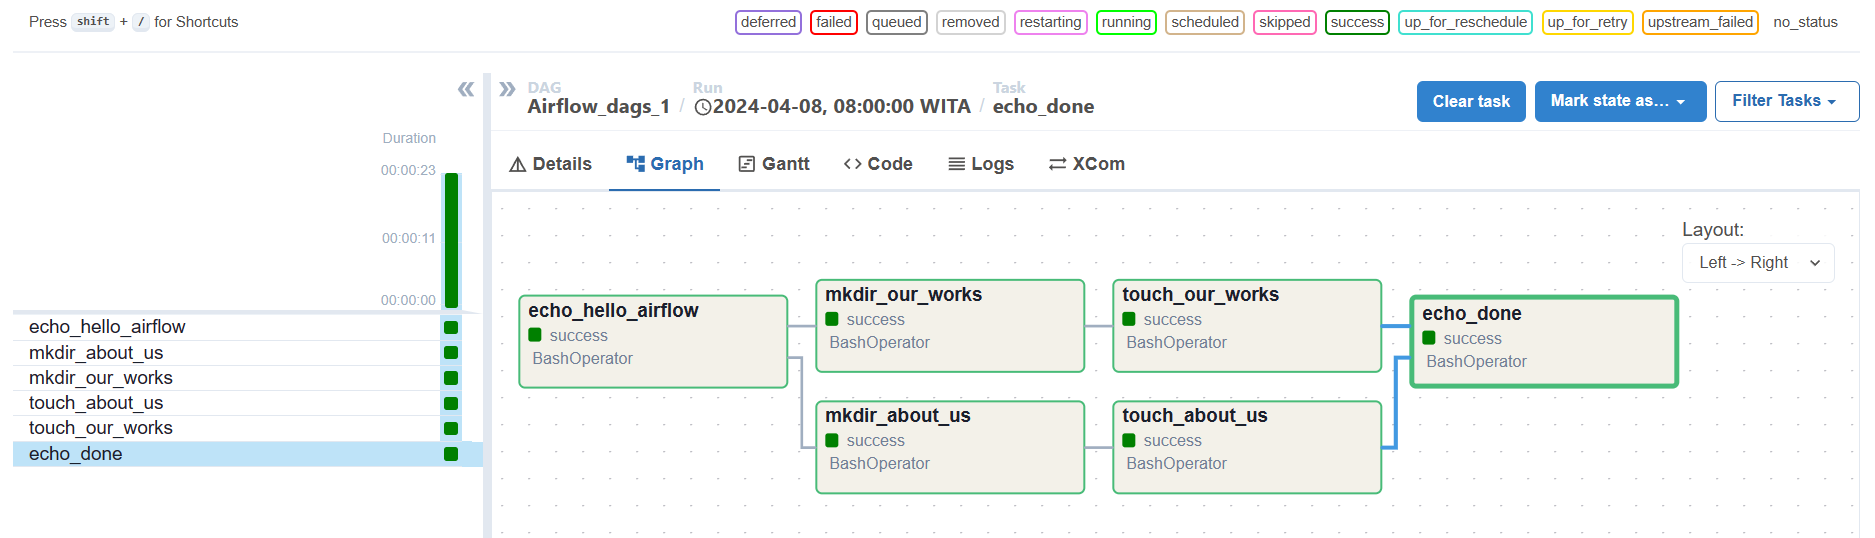 Press shift + / for Shortcuts
deferred failed queued removed restarting running scheduled skipped success up_for_reschedule up_for_retry upstream_failed no_status
DAG Run Task
Airflow_dags_1 / 2024-04-08, 08:00:00 WITA / echo_done
Clear task Mark state as... Filter Tasks
Duration
00:00:23
00:00:11
00:00:00
echo_hello_airflow
mkdir_about_us
mkdir_our_works
touch_about_us
touch_our_works
echo_done
Details Graph Gantt Code Logs XCom
Layout:
Left -> Right
echo_hello_airflow
success
BashOperator
mkdir_our_works
success
BashOperator
touch_our_works
success
BashOperator
echo_done
success
BashOperator
mkdir_about_us
success
BashOperator
touch_about_us
success
BashOperator